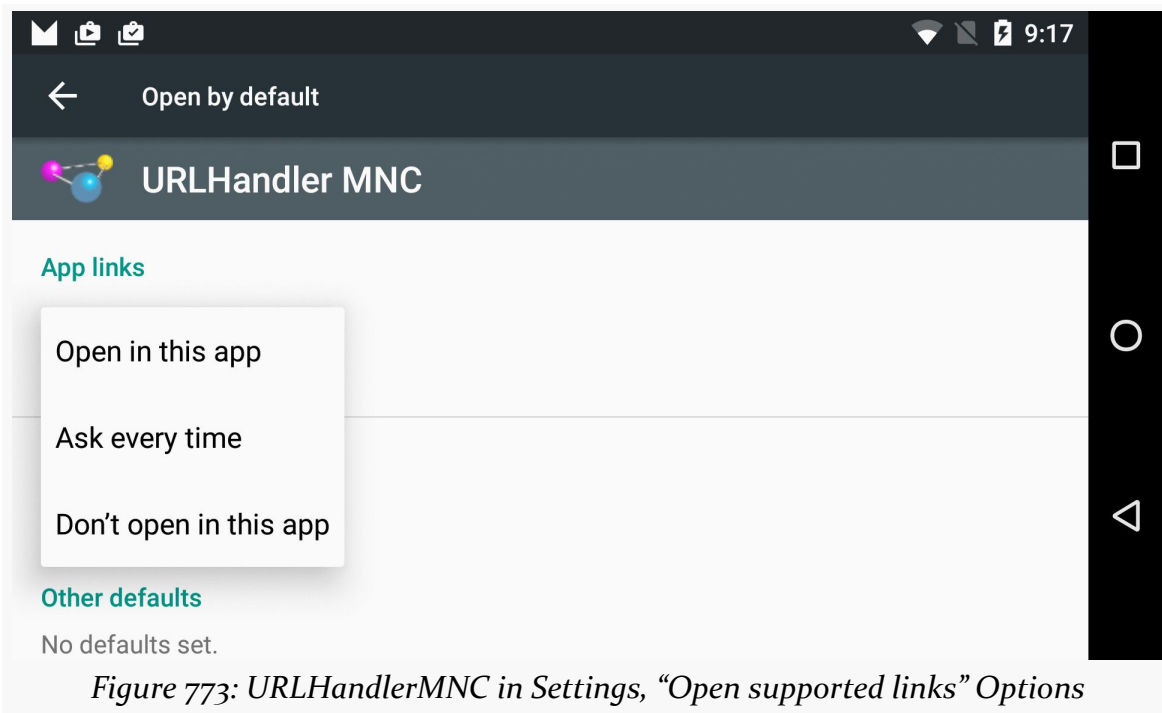 9:17
Open by default
URLHandler MNC
App links
Open in this app
Ask every time
Don’t open in this app
Other defaults
No defaults set.
Figure 773: URLHandlerMNC in Settings, “Open supported links” Options